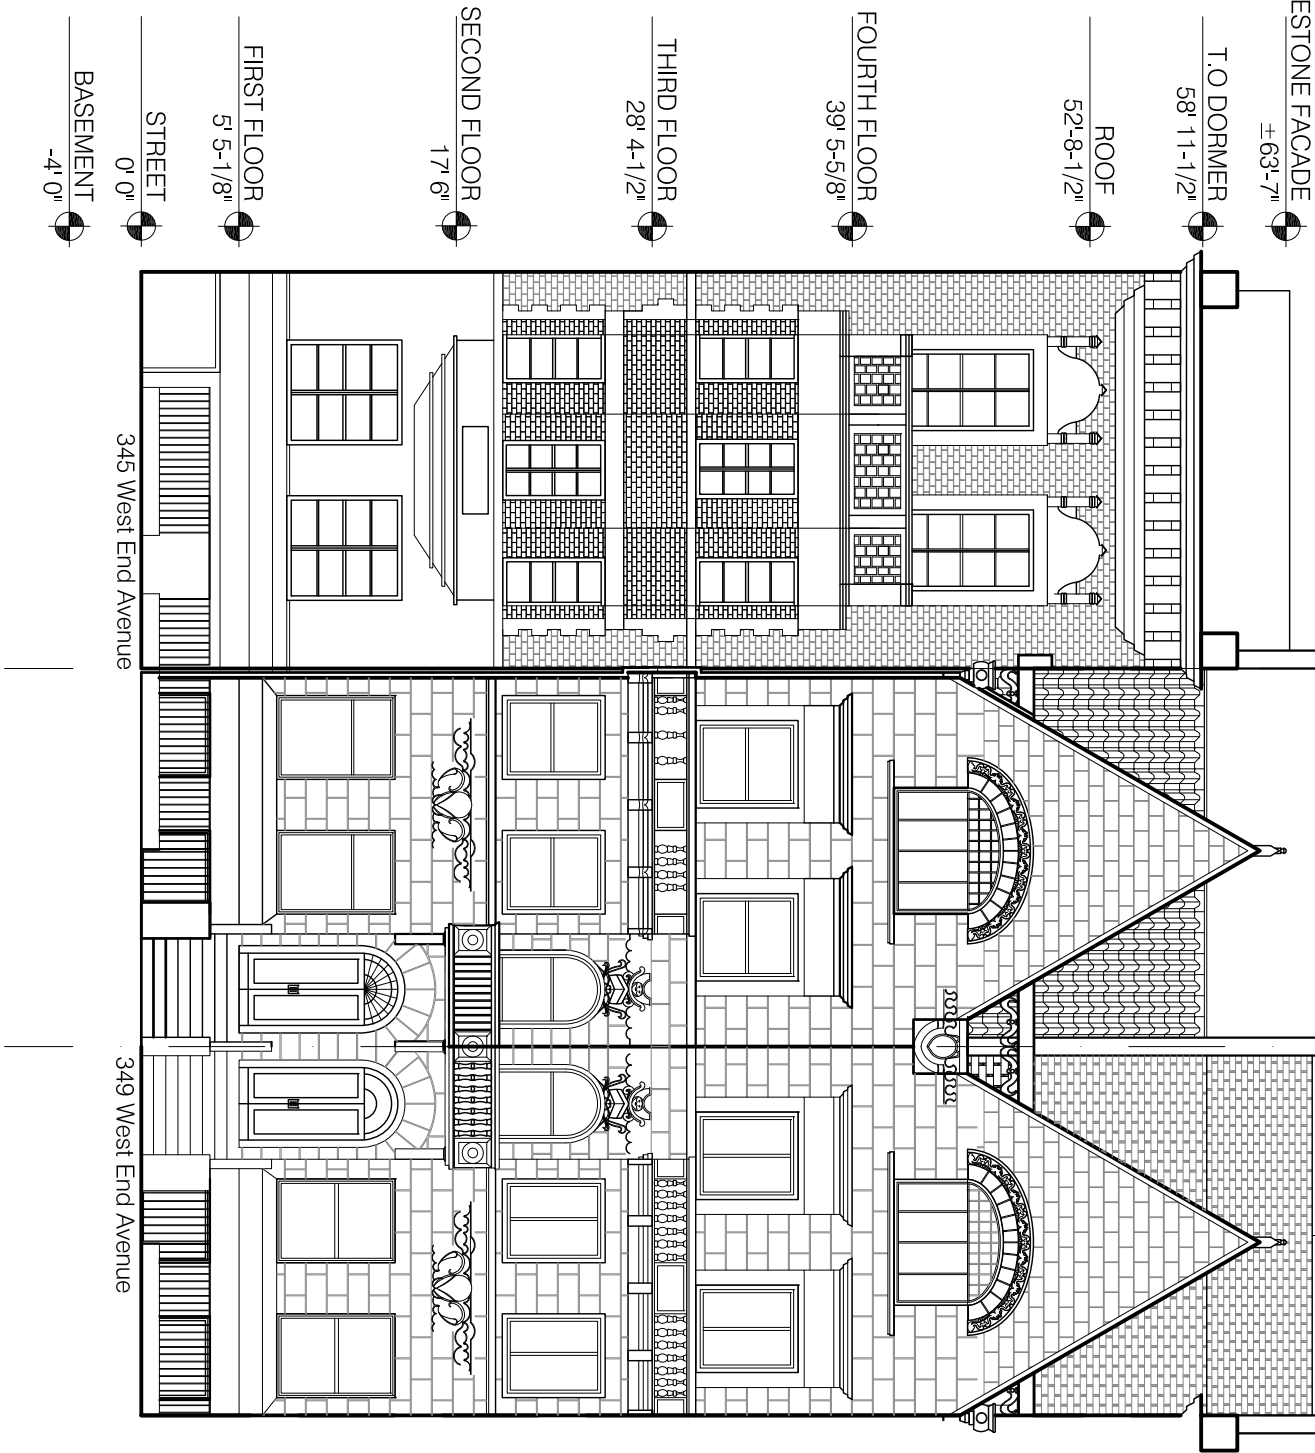 ESTONE FACADE
±63'-7"
T.O DORMER
58' 11-1/2"
ROOF
52'-8-1/2"
FOURTH FLOOR
39' 5-5/8"
THIRD FLOOR
28' 4-1/2"
SECOND FLOOR
17' 6"
FIRST FLOOR
5' 5-1/8"
STREET
0' 0"
BASEMENT
-4' 0"
345 West End Avenue
349 West End Avenue